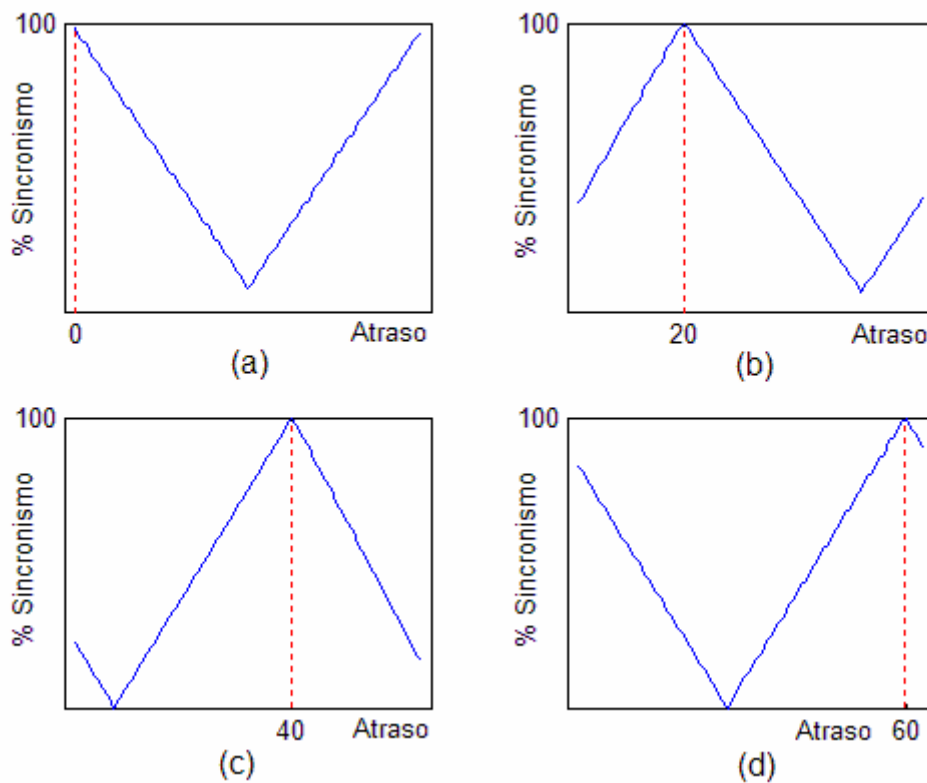 100
% Sincronismo
0 Atraso
(a)
100
% Sincronismo
20 Atraso
(b)
100
% Sincronismo
40 Atraso
(c)
100
% Sincronismo
Atraso 60
(d)